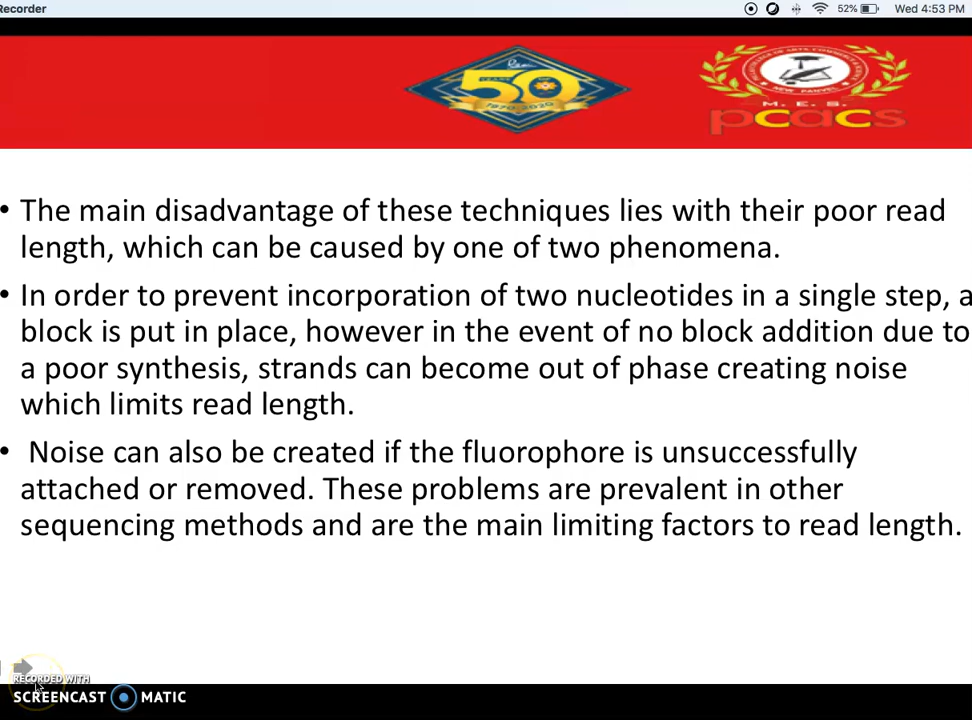 Recorder
52%
Wed 4:53 PM
50
1970 2020
NEW PANVEL
M. E. S.
pcacs
• The main disadvantage of these techniques lies with their poor read
length, which can be caused by one of two phenomena.
• In order to prevent incorporation of two nucleotides in a single step, a
block is put in place, however in the event of no block addition due to
a poor synthesis, strands can become out of phase creating noise
which limits read length.
• Noise can also be created if the fluorophore is unsuccessfully
attached or removed. These problems are prevalent in other
sequencing methods and are the main limiting factors to read length.
RECORDED WITH
SCREENCAST MATIC